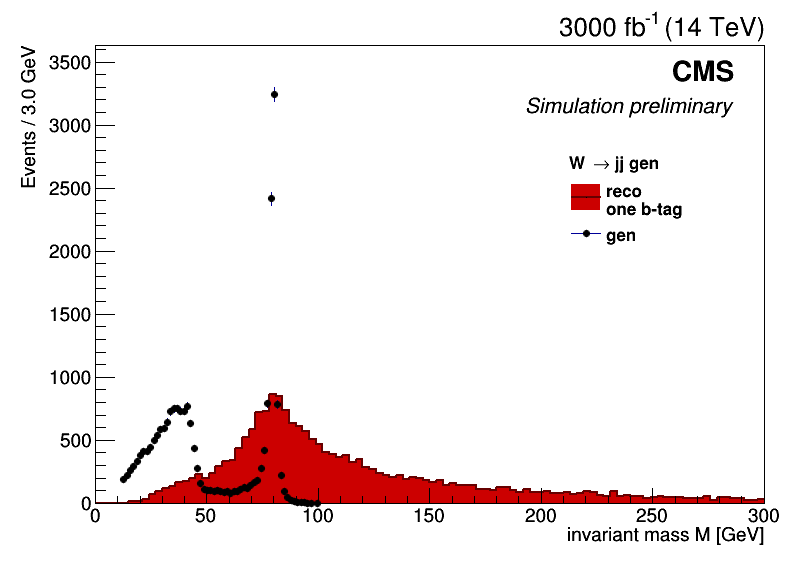 3000 fb-1 (14 TeV)
Events / 3.0 GeV
3500
3000
2500
2000
1500
1000
500
0
CMS
Simulation preliminary
W → jj gen
reco
one b-tag
gen
0 50 100 150 200 250 300
invariant mass M [GeV]